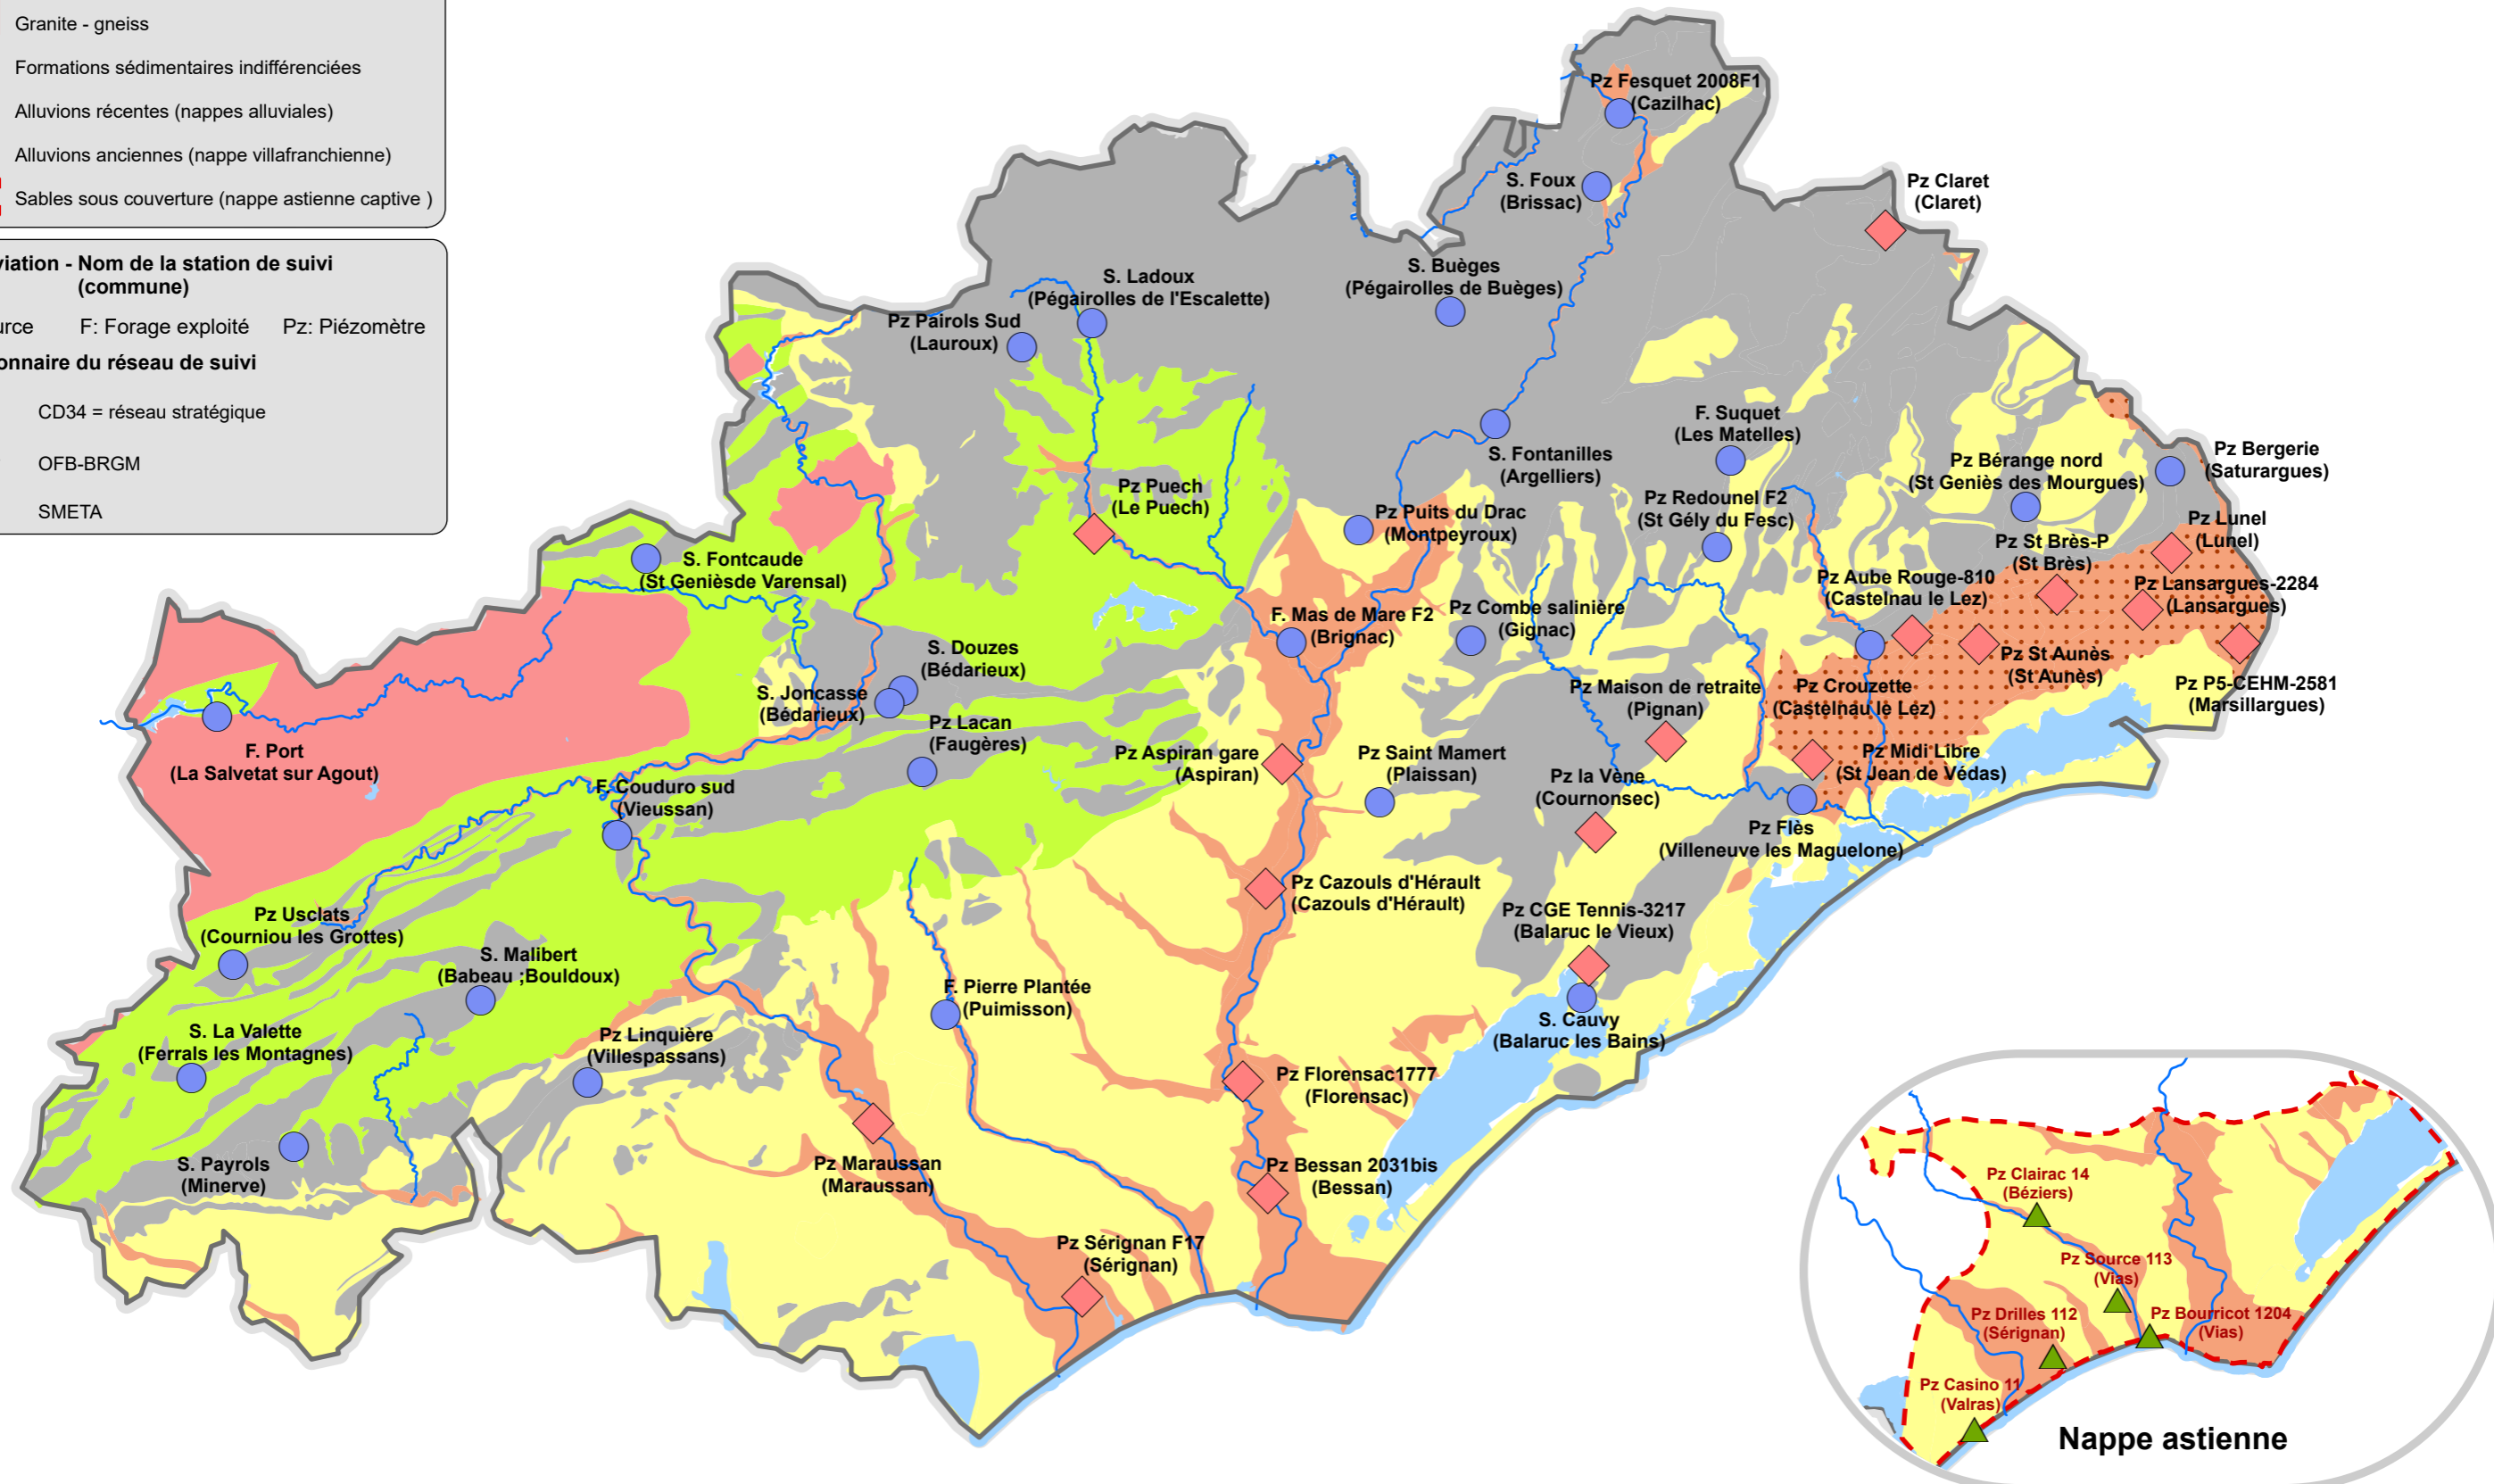 Granite - gneiss
Formations sédimentaires indifférenciées
Alluvions récentes (nappes alluviales)
Alluvions anciennes (nappe villafranchienne)
Sables sous couverture (nappe astienne captive )
viation - Nom de la station de suivi
(commune)
urce F: Forage exploité Pz: Piézomètre
onnaire du réseau de suivi
CD34 = réseau stratégique
OFB-BRGM
SMETA
Pz Fesquet 2008F1
(Cazilhac)
S. Foux
(Brissac)
Pz Claret
(Claret)
S. Buèges
(Pégairolles de Buèges)
S. Ladoux
(Pégairolles de l'Escalette)
Pz Pairols Sud
(Lauroux)
F. Suquet
(Les Matelles)
S. Fontanilles
(Argelliers)
Pz Bergerie
(Saturargues)
Pz Bérange nord
(St Geniès des Mourgues)
Pz Puech
(Le Puech)
Pz Redounel F2
(St Gély du Fesc)
Pz Puits du Drac
(Montpeyroux)
Pz Lunel
(Lunel)
Pz St Brès-P
(St Brès)
S. Fontcaude
(St Genièsde Varensal)
Pz Aube Rouge-810
(Castelnau le Lez)
Pz Lansargues-2284
(Lansargues)
F. Mas de Mare F2
(Brignac)
Pz Combe salinière
(Gignac)
S. Douzes
(Bédarieux)
Pz St Aunès
(St Aunès)
S. Joncasse
(Bédarieux)
Pz Maison de retraite
(Pignan)
Pz Crouzette
(Castelnau le Lez)
Pz P5-CEHM-2581
(Marsillargues)
Pz Lacan
(Faugères)
F. Port
(La Salvetat sur Agout)
Pz Aspiran gare
(Aspiran)
Pz Saint Mamert
(Plaissan)
Pz Midi Libre
(St Jean de Védas)
Pz la Vène
(Cournonsec)
F. Couduro sud
(Vieussan)
Pz Flès
(Villeneuve les Maguelone)
Pz Cazouls d'Hérault
(Cazouls d'Hérault)
Pz Usclats
(Courniou les Grottes)
Pz CGE Tennis-3217
(Balaruc le Vieux)
S. Malibert
(Babeau ;Bouldoux)
F. Pierre Plantée
(Puimisson)
S. Cauvy
(Balaruc les Bains)
S. La Valette
(Ferrals les Montagnes)
Pz Linquière
(Villespassans)
Pz Florensac1777
(Florensac)
S. Payrols
(Minerve)
Pz Maraussan
(Maraussan)
Pz Bessan 2031bis
(Bessan)
Pz Sérignan F17
(Sérignan)
Pz Clairac 14
(Béziers)
Pz Source 113
(Vias)
Pz Drilles 112
(Sérignan)
Pz Bourricot 1204
(Vias)
Pz Casino 11
(Valras)
Nappe astienne